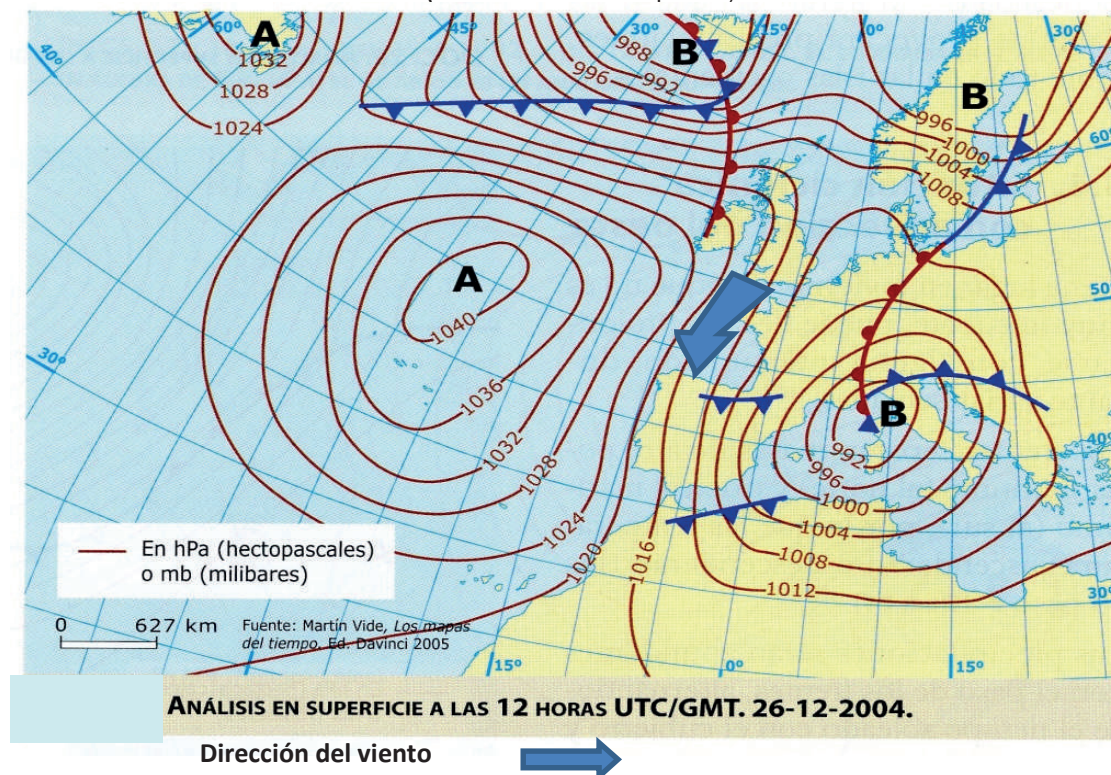 60º
45º
30º
15º
0º
15º
30º
40º
A
1032
1028
1024
B
988
992
996
B
996
1000
1004
1008
60º
A
1040
1036
1032
1028
1024
1020
1016
50º
30º
B
992
996
1000
1004
1008
1012
40º
30º
En hPa (hectopascales)
o mb (milibares)
0 627 km
Fuente: Martín Vide, Los mapas
del tiempo. Ed. Davinci 2005
15º
0º
15º
ANÁLISIS EN SUPERFICIE A LAS 12 HORAS UTC/GMT. 26-12-2004.
Dirección del viento